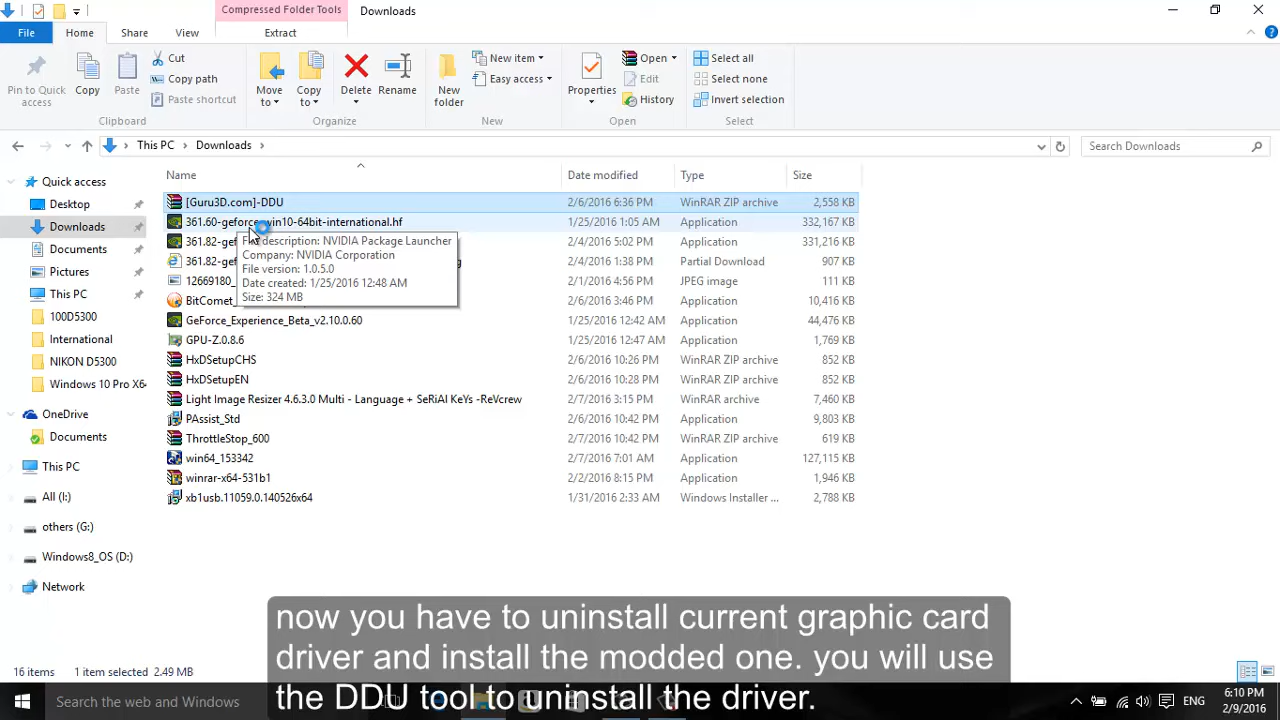 Compressed Folder Tools
Downloads
File
Home
Share
View
Extract
Pin to Quick access
Copy
Paste
Cut
Copy path
Paste shortcut
Clipboard
Move to
Copy to
Delete
Rename
Organize
New folder
New item
Easy access
New
Properties
Open
Edit
History
Open
Select all
Select none
Invert selection
Select
This PC > Downloads >
Search Downloads
Name Date modified Type Size
Quick access
Desktop
Downloads
Documents
Pictures
This PC
100D5300
International
NIKON D5300
Windows 10 Pro X6
OneDrive
Documents
This PC
All (I:)
others (G:)
Windows8_OS (D:)
Network
[Guru3D.com]-DDU 2/6/2016 6:36 PM WinRAR ZIP archive 2,558 KB
361.60-geforce-win10-64bit-international.hf 1/25/2016 1:05 AM Application 332,167 KB
361.82-gef 2/4/2016 5:02 PM Application 331,216 KB
361.82-gef g 2/4/2016 1:38 PM Partial Download 907 KB
12669180_ 2/1/2016 4:56 PM JPEG image 111 KB
BitComet_ 2/6/2016 3:46 PM Application 10,416 KB
GeForce_Experience_Beta_v2.10.0.60 1/25/2016 12:42 AM Application 44,476 KB
GPU-Z.0.8.6 1/25/2016 12:47 AM Application 1,769 KB
HxDSetupCHS 2/6/2016 10:26 PM WinRAR ZIP archive 852 KB
HxDSetupEN 2/6/2016 10:28 PM WinRAR ZIP archive 852 KB
Light Image Resizer 4.6.3.0 Multi - Language + SeRiAl KeYs -ReVcrew 2/7/2016 3:15 PM WinRAR archive 7,460 KB
PAssist_Std 2/6/2016 10:42 PM Application 9,803 KB
ThrottleStop_600 2/7/2016 10:42 PM WinRAR ZIP archive 619 KB
win64_153342 2/7/2016 7:01 AM Application 127,115 KB
winrar-x64-531b1 2/2/2016 8:15 PM Application 1,946 KB
xb1usb.11059.0.140526x64 1/31/2016 2:33 AM Windows Installer ... 2,788 KB
File description: NVIDIA Package Launcher
Company: NVIDIA Corporation
File version: 1.0.5.0
Date created: 1/25/2016 12:48 AM
Size: 324 MB
now you have to uninstall current graphic card
driver and install the modded one. you will use
the DDU tool to uninstall the driver.
16 items 1 item selected 2.49 MB
Search the web and Windows
ENG
6:10 PM
2/9/2016